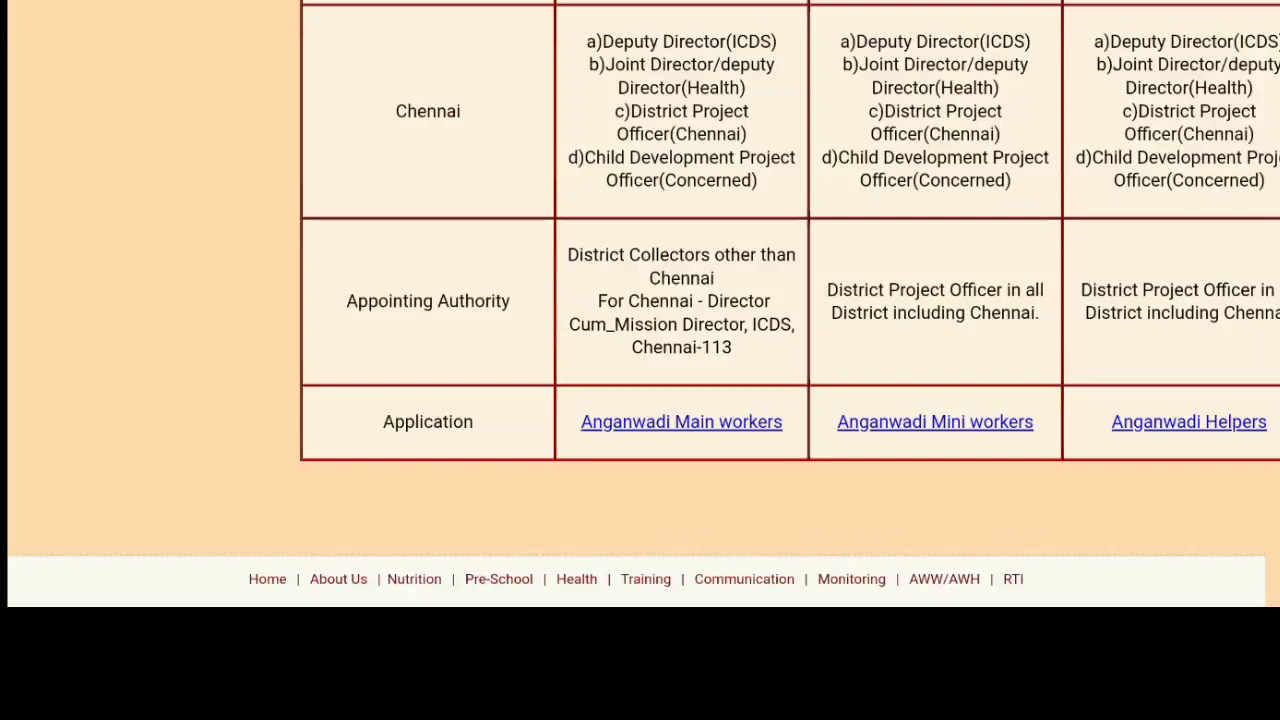 Chennai
a)Deputy Director(ICDS)
b)Joint Director/deputy
Director(Health)
c)District Project
Officer(Chennai)
d)Child Development Project
Officer(Concerned)
a)Deputy Director(ICDS)
b)Joint Director/deputy
Director(Health)
c)District Project
Officer(Chennai)
d)Child Development Project
Officer(Concerned)
a)Deputy Director(ICDS)
b)Joint Director/deputy
Director(Health)
c)District Project
Officer(Chennai)
d)Child Development
Officer(Concerned)
Appointing Authority
District Collectors other than
Chennai
For Chennai - Director
Cum_Mission Director, ICDS,
Chennai-113
District Project Officer in all
District including Chennai.
District Project Officer in
District including
Application
Anganwadi Main workers
Anganwadi Mini workers
Anganwadi Helpers
Home | About Us | Nutrition | Pre-School | Health | Training | Communication | Monitoring | AWW/AWH | RTI